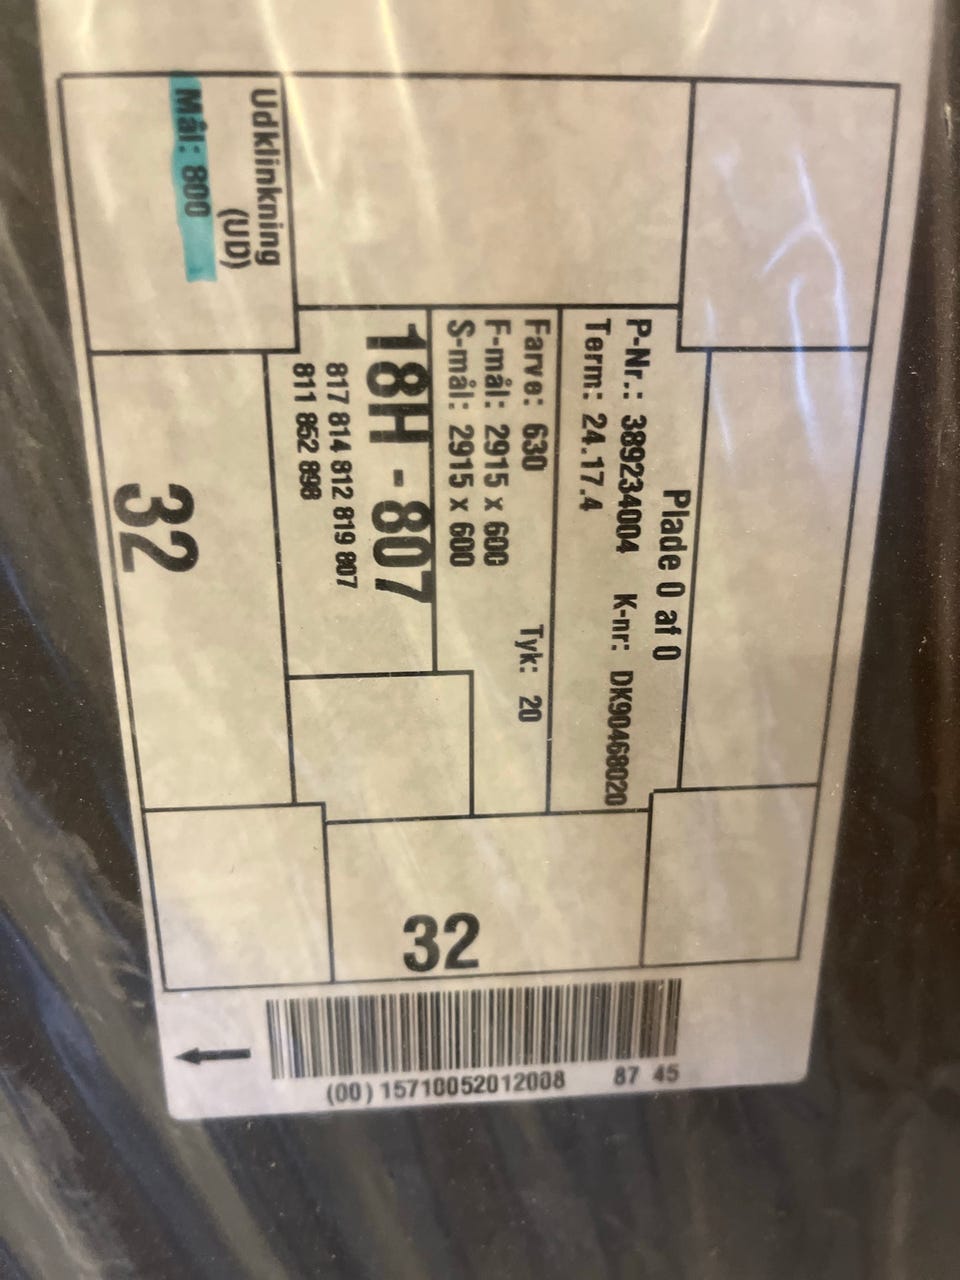 Plade 0 af 0
P-Nr.: 389234004 K-nr: DK90468020
Term: 24.17.4
Farve: 630 Tyk: 20
F-mål: 2915 x 600
S-mål: 2915 x 600
18H - 807
817 814 812 819 807
811 852 898
Udklinkning
(UD)
Mål: 800
32
32
(00) 15710052012008 87 45